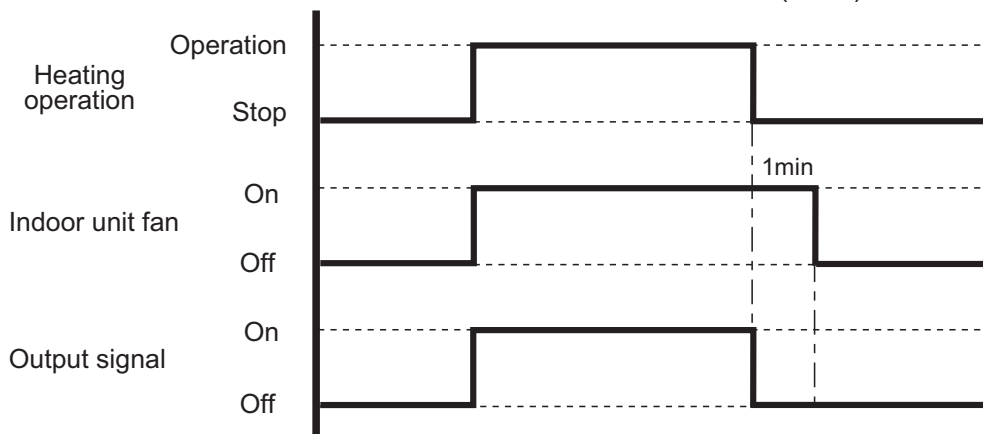 Operation
Heating
operation
Stop
1min
On
Indoor unit fan
Off
On
Output signal
Off